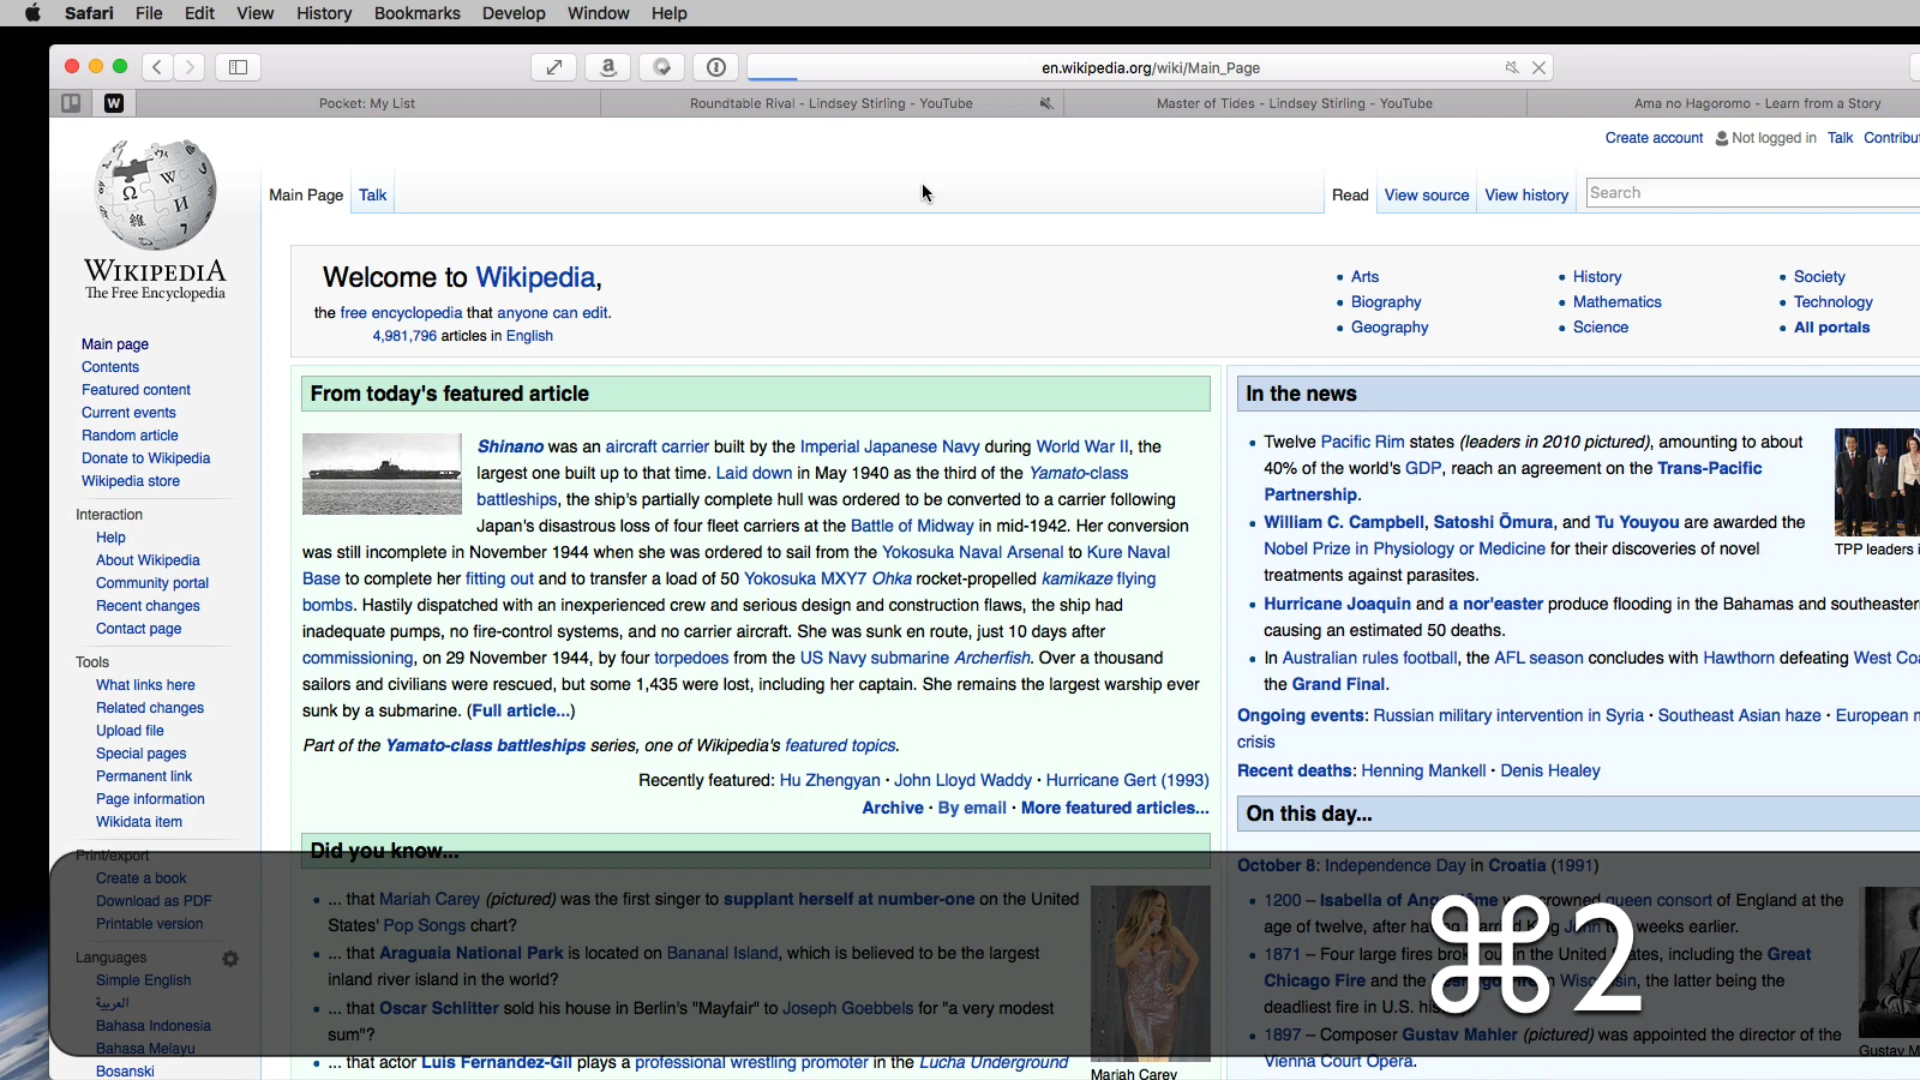 Safari File Edit View History Bookmarks Develop Window Help
en.wikipedia.org/wiki/Main_Page
W Pocket: My List Roundtable Rival - Lindsey Stirling - YouTube Master of Tides - Lindsey Stirling - YouTube Ama no Hagoromo - Learn from a Story
Create account Not logged in Talk
Main Page Talk Read View source View history Search
WIKIPEDIA
The Free Encyclopedia
Main page
Contents
Featured content
Current events
Random article
Donate to Wikipedia
Wikipedia store
Interaction
Help
About Wikipedia
Community portal
Recent changes
Contact page
Tools
What links here
Related changes
Upload file
Special pages
Permanent link
Page information
Wikidata item
Print/export
Create a book
Download as PDF
Printable version
Languages
Simple English
العربية
Bahasa Indonesia
Bahasa Melayu
Bosanski
Welcome to Wikipedia,
the free encyclopedia that anyone can edit.
4,981,796 articles in English
Arts
Biography
Geography
History
Mathematics
Science
Society
Technology
All portals
From today's featured article
Shinano was an aircraft carrier built by the Imperial Japanese Navy during World War II, the
largest one built up to that time. Laid down in May 1940 as the third of the Yamato-class
battleships, the ship's partially complete hull was ordered to be converted to a carrier following
Japan's disastrous loss of four fleet carriers at the Battle of Midway in mid-1942. Her conversion
was still incomplete in November 1944 when she was ordered to sail from the Yokosuka Naval Arsenal to Kure Naval
Base to complete her fitting out and to transfer a load of 50 Yokosuka MXY7 Ohka rocket-propelled kamikaze flying
bombs. Hastily dispatched with an inexperienced crew and serious design and construction flaws, the ship had
inadequate pumps, no fire-control systems, and no carrier aircraft. She was sunk en route, just 10 days after
commissioning, on 29 November 1944, by four torpedoes from the US Navy submarine Archerfish. Over a thousand
sailors and civilians were rescued, but some 1,435 were lost, including her captain. She remains the largest warship ever
sunk by a submarine. (Full article...)
Part of the Yamato-class battleships series, one of Wikipedia's featured topics.
Recently featured: Hu Zhengyan · John Lloyd Waddy · Hurricane Gert (1993)
Archive · By email · More featured articles...
Did you know...
... that Mariah Carey (pictured) was the first singer to supplant herself at number-one on the United
States' Pop Songs chart?
... that Araguaia National Park is located on Bananal Island, which is believed to be the largest
inland river island in the world?
... that Oscar Schlitter sold his house in Berlin's "Mayfair" to Joseph Goebbels for "a very modest
sum"?
... that actor Luis Fernandez-Gil plays a professional wrestling promoter in the Lucha Underground
Mariah Carey
In the news
Twelve Pacific Rim states (leaders in 2010 pictured), amounting to about
40% of the world's GDP, reach an agreement on the Trans-Pacific
Partnership.
TPP leaders
William C. Campbell, Satoshi Ōmura, and Tu Youyou are awarded the
Nobel Prize in Physiology or Medicine for their discoveries of novel
treatments against parasites.
Hurricane Joaquin and a nor'easter produce flooding in the Bahamas and southeastern
causing an estimated 50 deaths.
In Australian rules football, the AFL season concludes with Hawthorn defeating West
the Grand Final.
Ongoing events: Russian military intervention in Syria · Southeast Asian haze · European
crisis
Recent deaths: Henning Mankell · Denis Healey
On this day...
October 8: Independence Day in Croatia (1991)
1200 – Isabella of crowned queen consort of England at the
age of twelve, after weeks earlier.
1871 – Four large fires in the United including the Great
Chicago Fire and the the latter being the
deadliest fire in U.S.
1897 – Composer Gustav Mahler (pictured) was appointed the director of the
Vienna Court Opera.
Gustav
⌘2